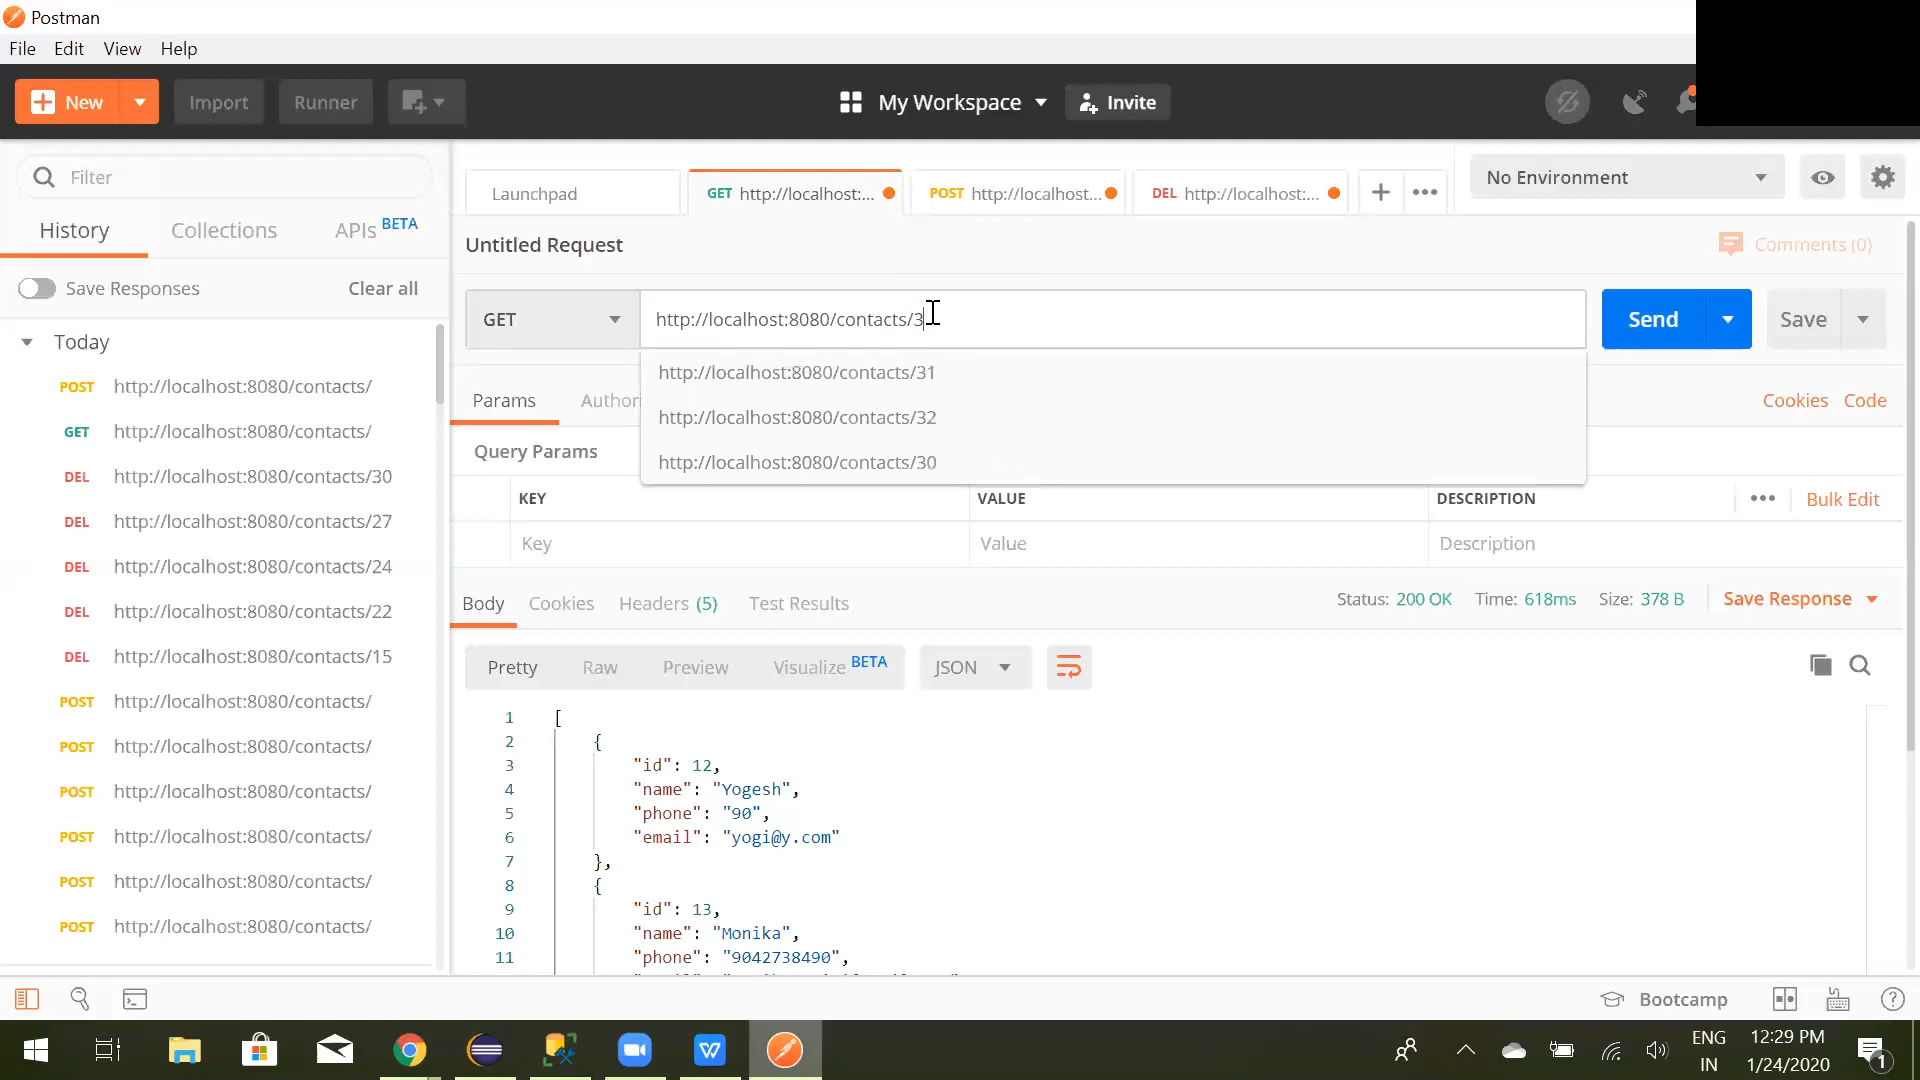 Postman
File Edit View Help
New Import Runner My Workspace Invite
Filter
History Collections APIs BETA
Save Responses Clear all
Today
POST http://localhost:8080/contacts/
GET http://localhost:8080/contacts/
DEL http://localhost:8080/contacts/30
DEL http://localhost:8080/contacts/27
DEL http://localhost:8080/contacts/24
DEL http://localhost:8080/contacts/22
DEL http://localhost:8080/contacts/15
POST http://localhost:8080/contacts/
POST http://localhost:8080/contacts/
POST http://localhost:8080/contacts/
POST http://localhost:8080/contacts/
POST http://localhost:8080/contacts/
POST http://localhost:8080/contacts/
Launchpad GET http://localhost:... POST http://localhost... DEL http://localhost:... No Environment
Untitled Request Comments (0)
GET http://localhost:8080/contacts/3 Send Save
http://localhost:8080/contacts/31
http://localhost:8080/contacts/32
http://localhost:8080/contacts/30
Params Authori Cookies Code
Query Params
KEY VALUE DESCRIPTION Bulk Edit
Key Value Description
Body Cookies Headers (5) Test Results Status: 200 OK Time: 618ms Size: 378 B Save Response
Pretty Raw Preview Visualize BETA JSON
1 [
2 {
3 "id": 12,
4 "name": "Yogesh",
5 "phone": "90",
6 "email": "yogi@y.com"
7 },
8 {
9 "id": 13,
10 "name": "Monika",
11 "phone": "9042738490",
Bootcamp
ENG 12:29 PM
IN 1/24/2020 1